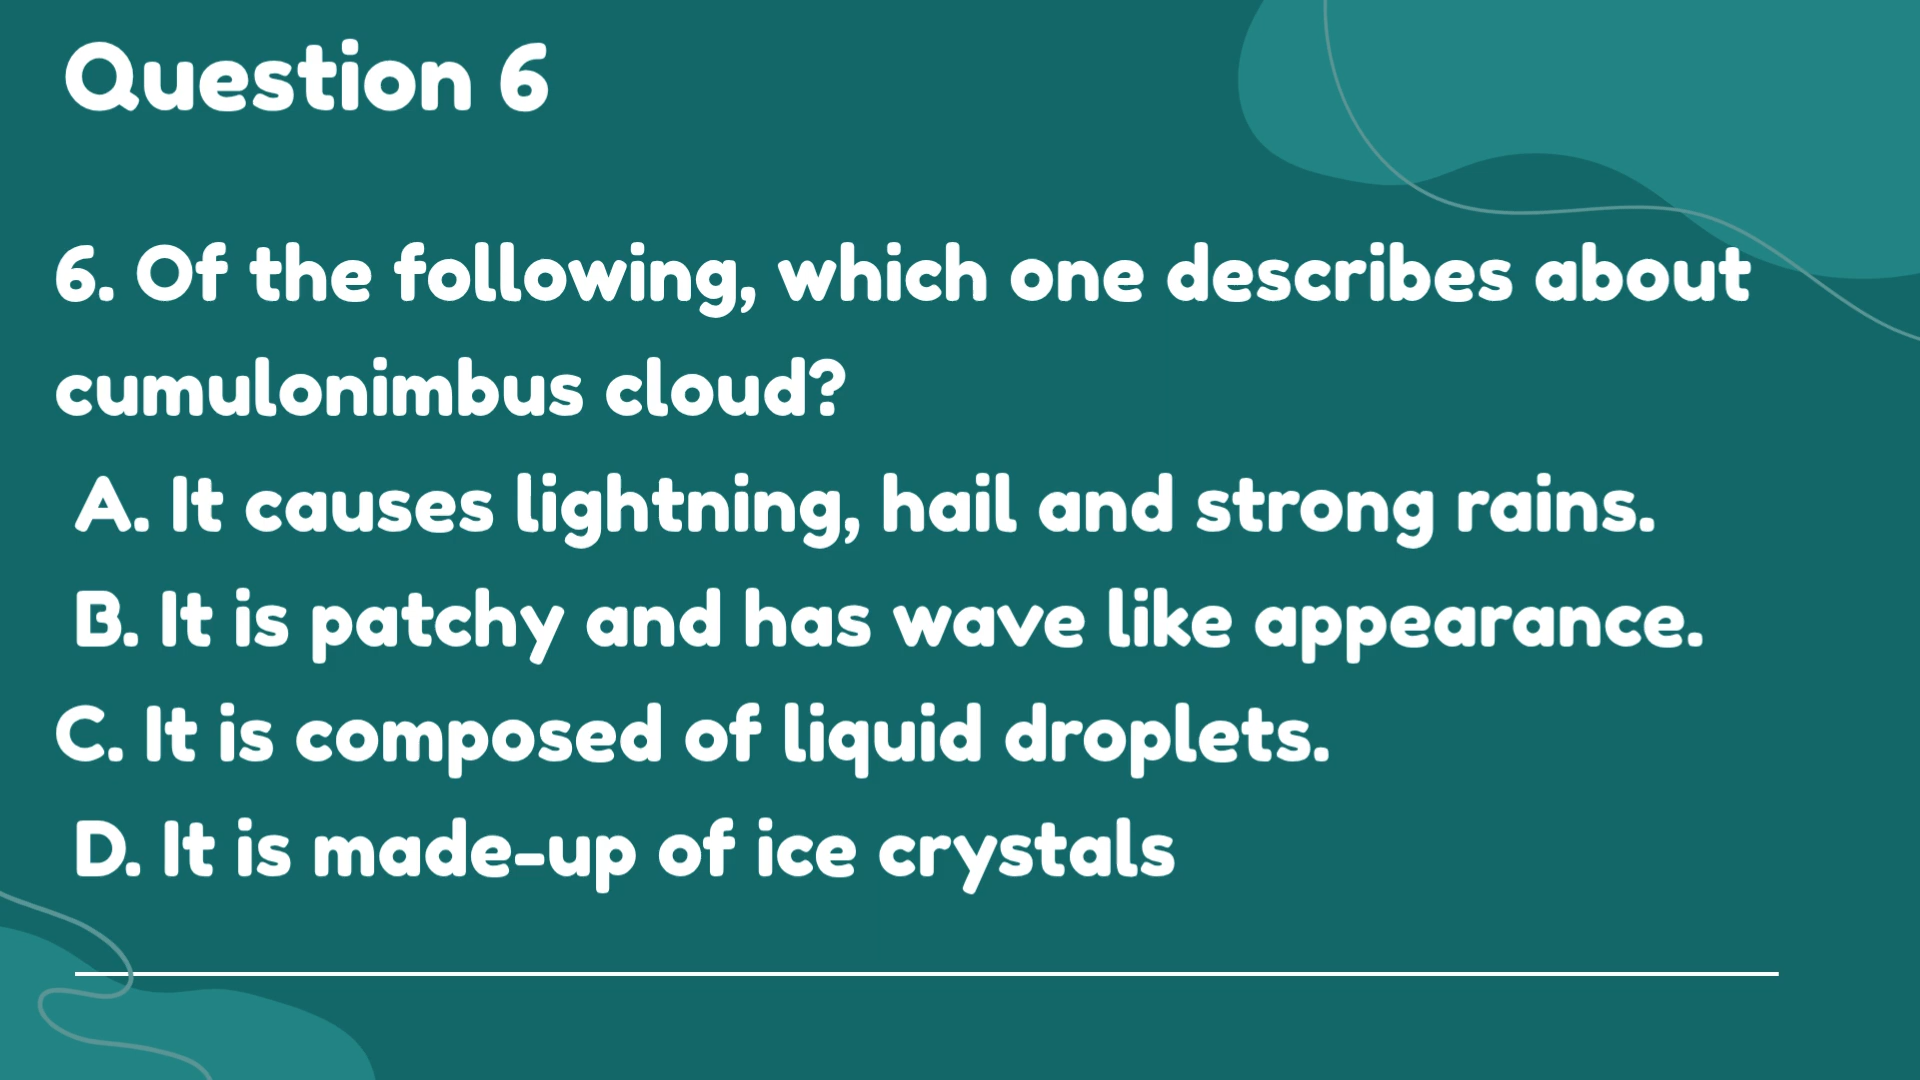 Question 6
6. Of the following, which one describes about
cumulonimbus cloud?
A. It causes lightning, hail and strong rains.
B. It is patchy and has wave like appearance.
C. It is composed of liquid droplets.
D. It is made-up of ice crystals